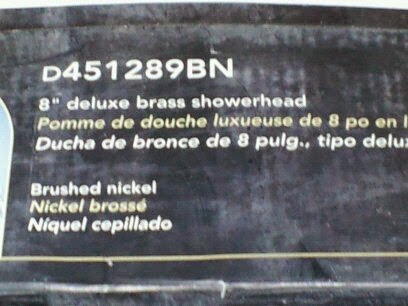 D451289BN
8" deluxe brass showerhead
Pomme de douche luxueuse de 8 po en
Ducha de bronce de 8 pulg., tipo
Brushed nickel
Nickel brossé
Níquel cepillado